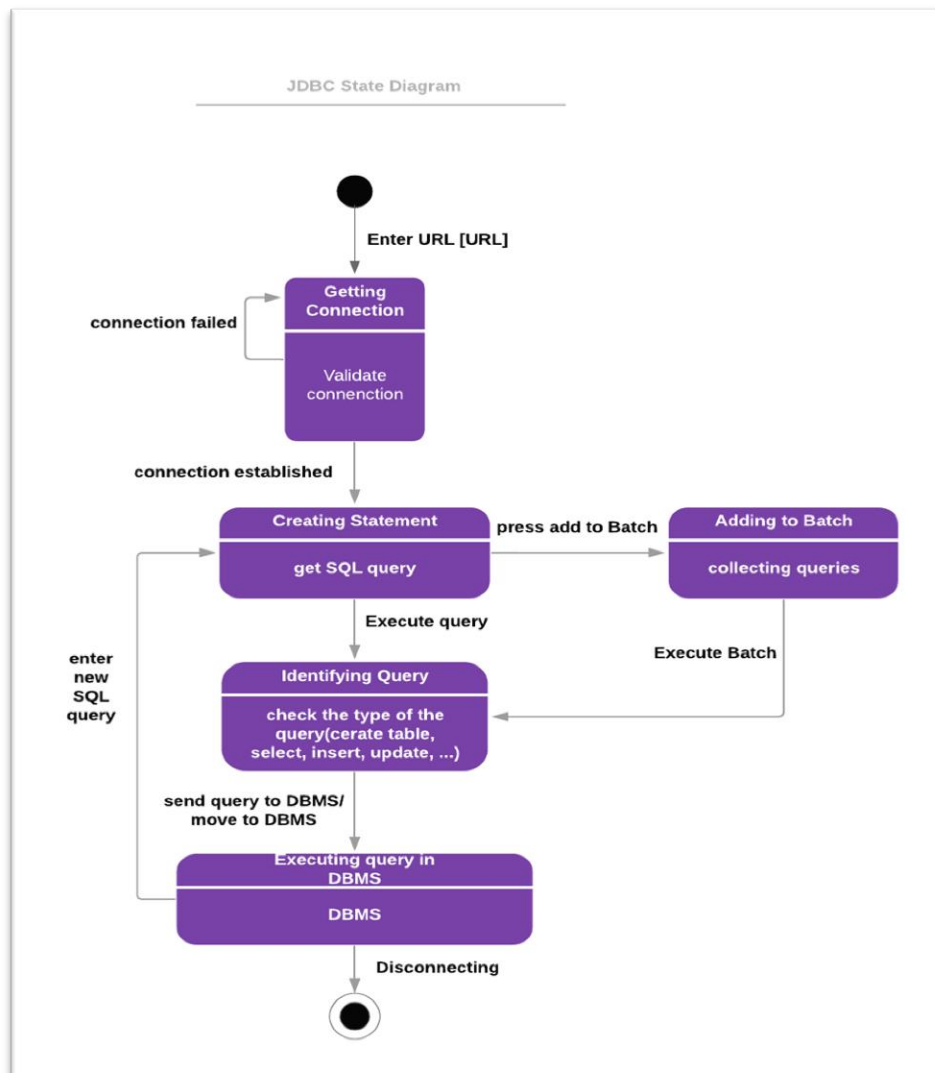 JDBC State Diagram
Enter URL [URL]
Getting
Connection
connection failed
Validate
connenction
connection established
Creating Statement
get SQL query
press add to Batch
Adding to Batch
collecting queries
Execute query
Execute Batch
enter
new
SQL
query
Identifying Query
check the type of the
query(cerate table,
select, insert, update, ...)
send query to DBMS/
move to DBMS
Executing query in
DBMS
DBMS
Disconnecting